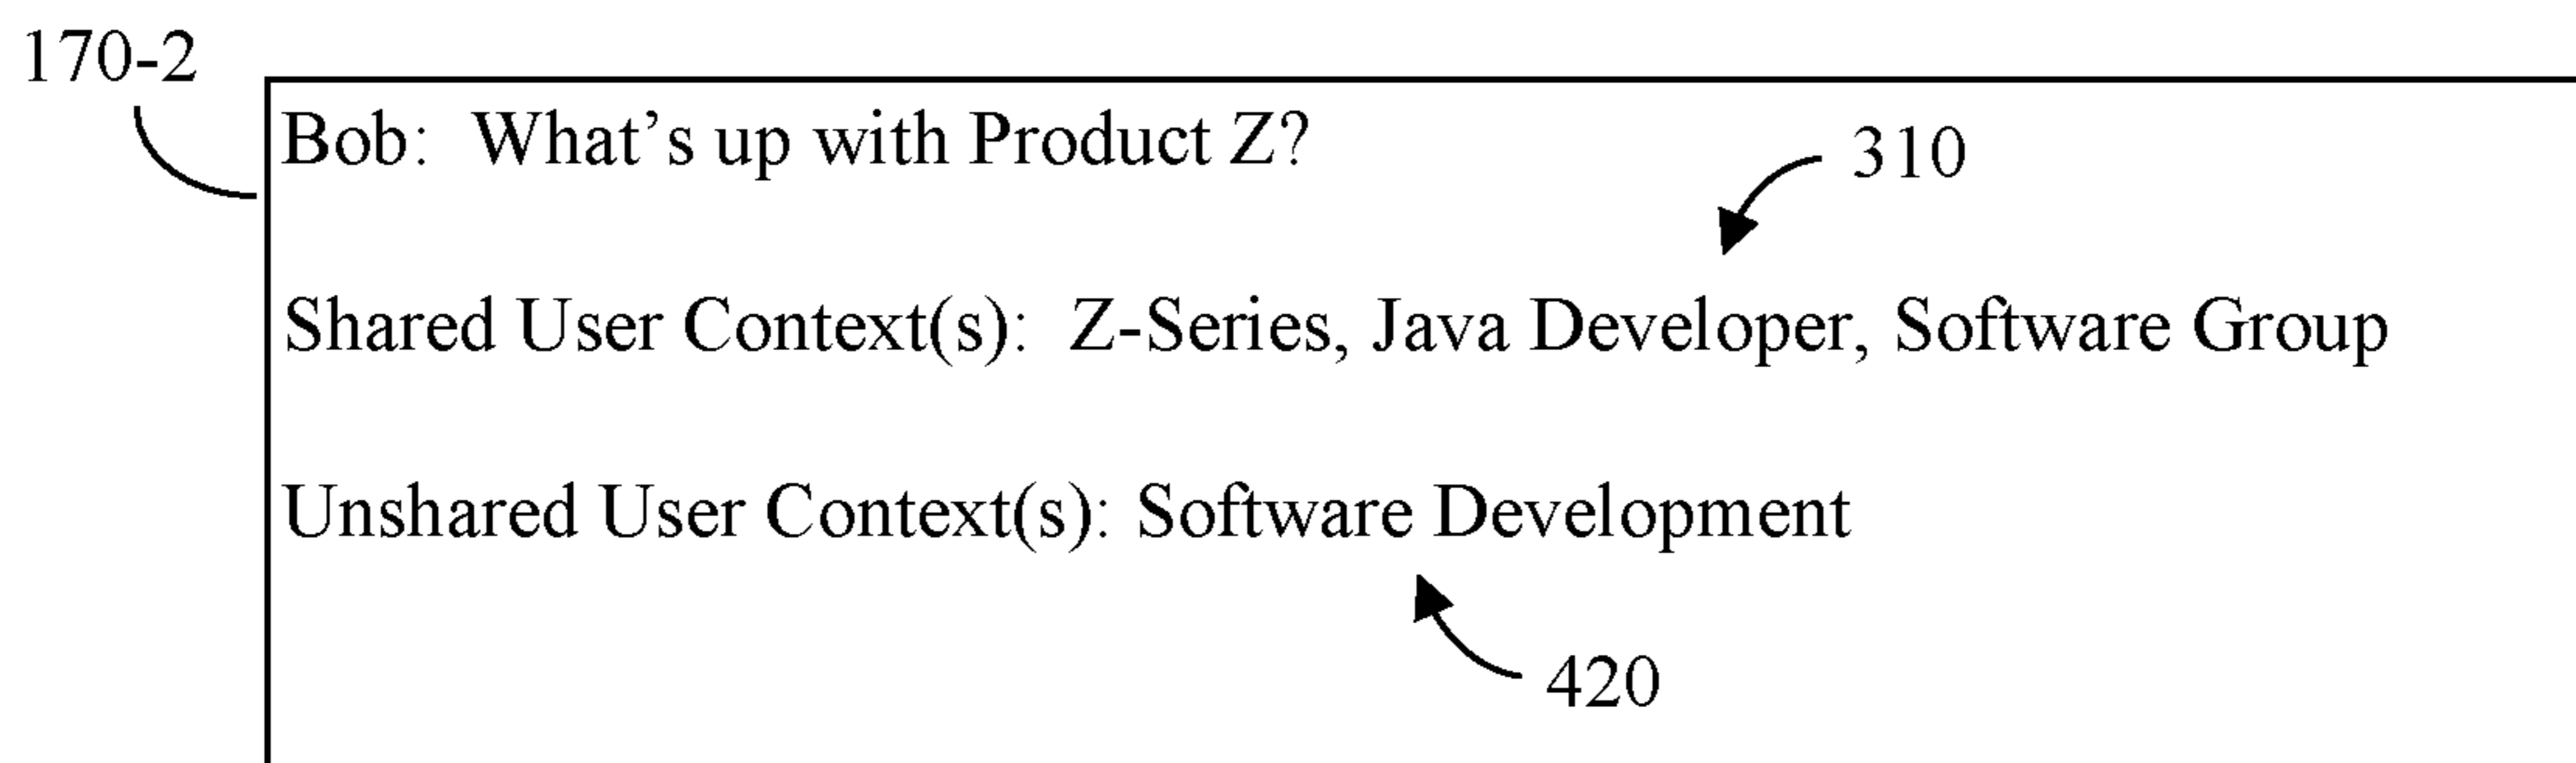 170-2
Bob:  What’s up with Product Z?
310
Shared User Context(s):  Z-Series, Java Developer, Software Group
Unshared User Context(s): Software Development
420